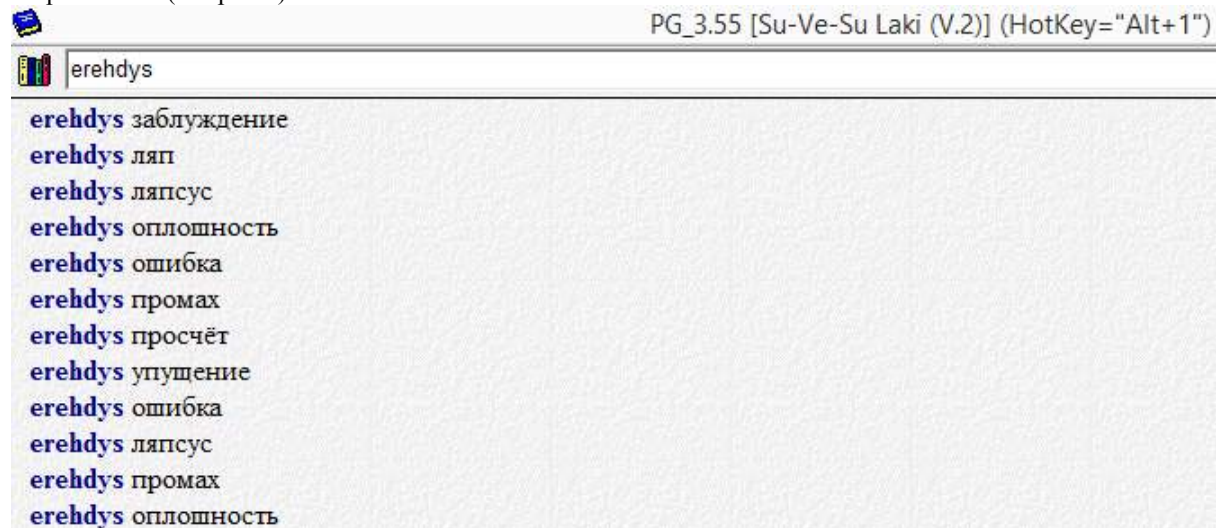 PG_3.55 [Su-Ve-Su Laki (V.2)] (HotKey="Alt+1")
erehdys
erehdys заблуждение
erehdys ляп
erehdys ляпсус
erehdys оплошность
erehdys ошибка
erehdys промах
erehdys просчёт
erehdys упущение
erehdys ошибка
erehdys ляпсус
erehdys промах
erehdys оплошность